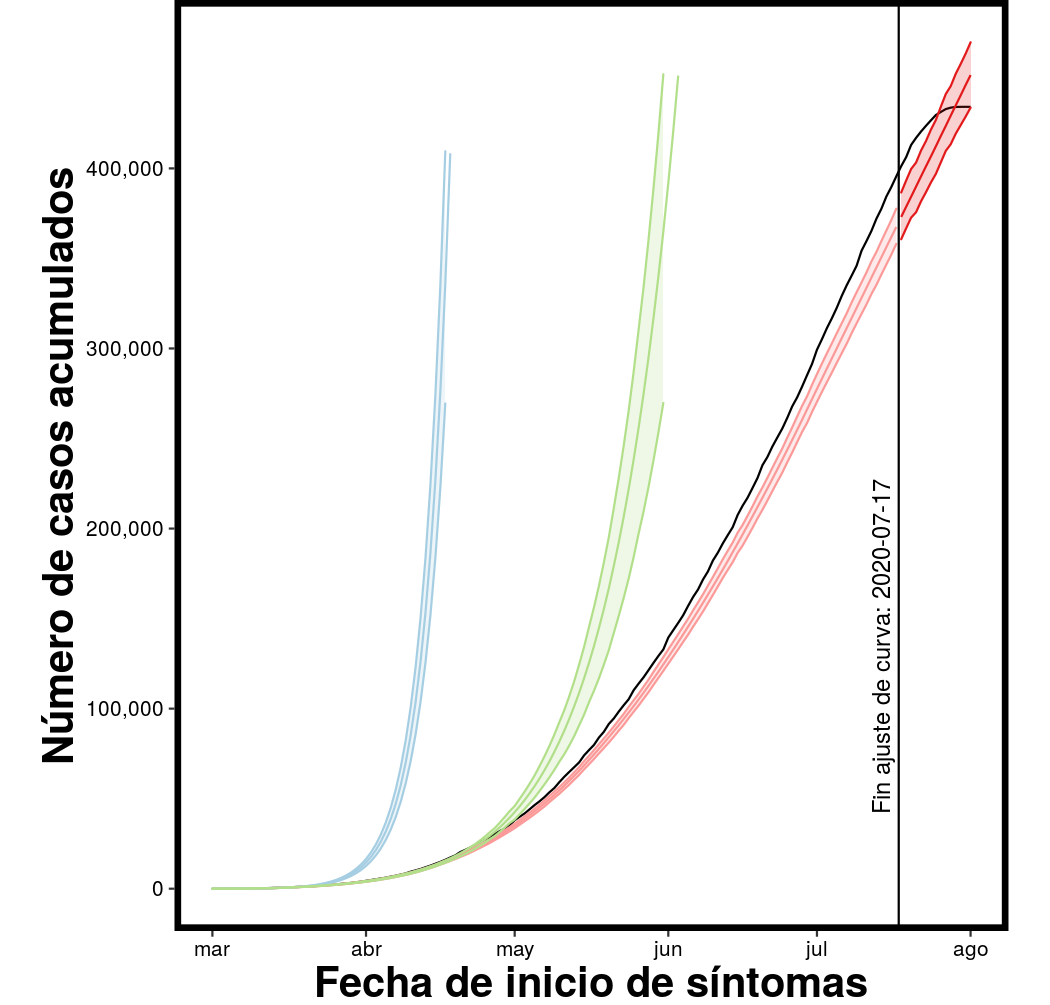 Número de casos acumulados
400,000
300,000
200,000
100,000
0
Fin ajuste de curva: 2020-07-17
mar abr may jun jul ago
Fecha de inicio de síntomas